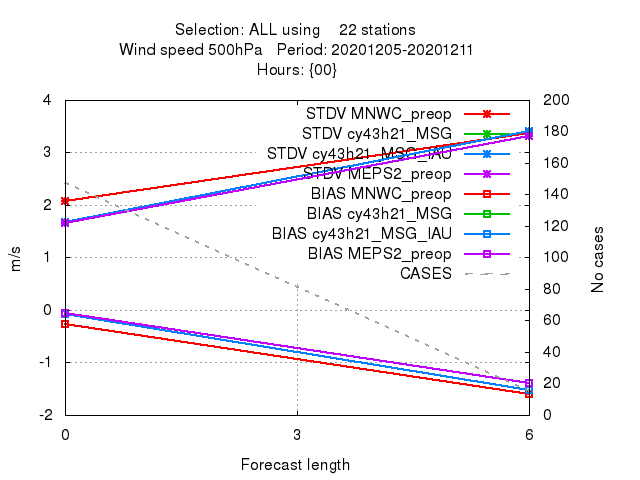 Selection: ALL using 22 stations
Wind speed 500hPa Period: 20201205-20201211
Hours: {00}
4
3
2
1
0
-1
-2
m/s
200
180
160
140
120
100
80
60
40
20
0
No cases
STDV MNWC_preop
STDV cy43h21_MSG
STDV cy43h21_MSG_IAU
STDV MEPS2_preop
BIAS MNWC_preop
BIAS cy43h21_MSG
BIAS cy43h21_MSG_IAU
BIAS MEPS2_preop
CASES
0 3 6
Forecast length